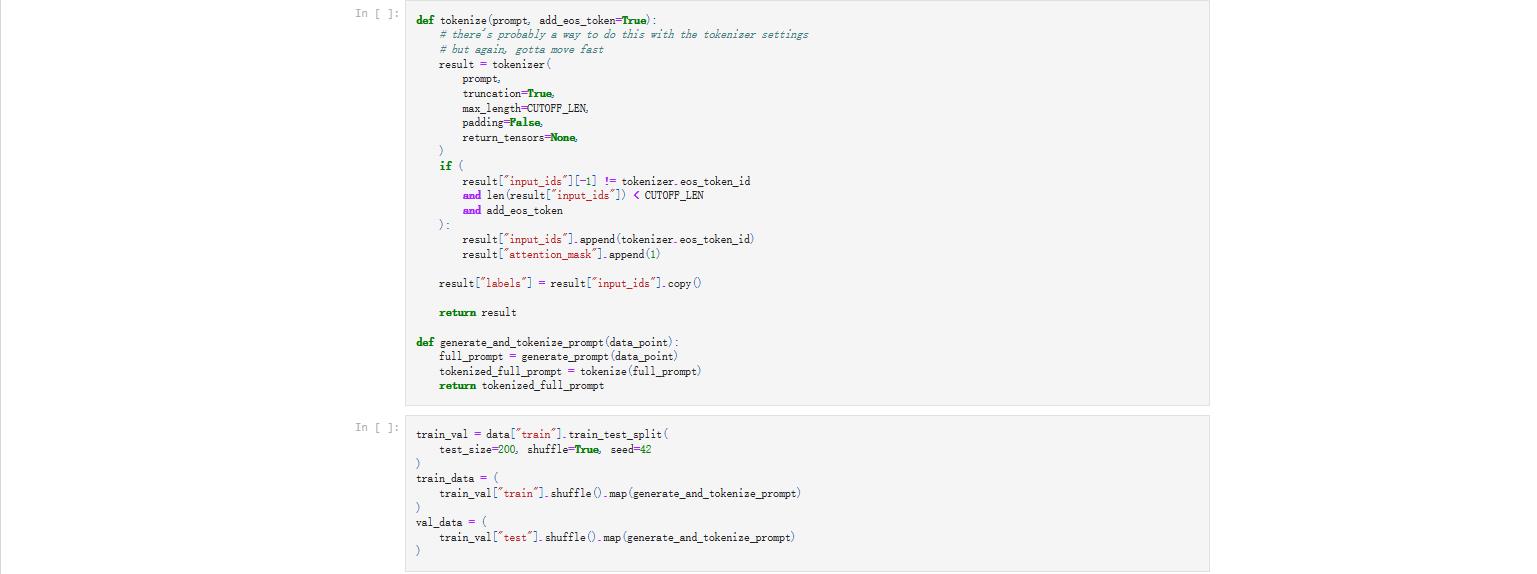 In [ ]:
def tokenize(prompt, add_eos_token=True):
    # there's probably a way to do this with the tokenizer settings
    # but again, gotta move fast
    result = tokenizer(
        prompt,
        truncation=True,
        max_length=CUTOFF_LEN,
        padding=False,
        return_tensors=None,
    )
    if (
        result["input_ids"][-1] != tokenizer.eos_token_id
        and len(result["input_ids"]) < CUTOFF_LEN
        and add_eos_token
    ):
        result["input_ids"].append(tokenizer.eos_token_id)
        result["attention_mask"].append(1)
    result["labels"] = result["input_ids"].copy()
    return result
def generate_and_tokenize_prompt(data_point):
    full_prompt = generate_prompt(data_point)
    tokenized_full_prompt = tokenize(full_prompt)
    return tokenized_full_prompt
In [ ]:
train_val = data["train"].train_test_split(
    test_size=200, shuffle=True, seed=42
)
train_data = (
    train_val["train"].shuffle().map(generate_and_tokenize_prompt)
)
val_data = (
    train_val["test"].shuffle().map(generate_and_tokenize_prompt)
)